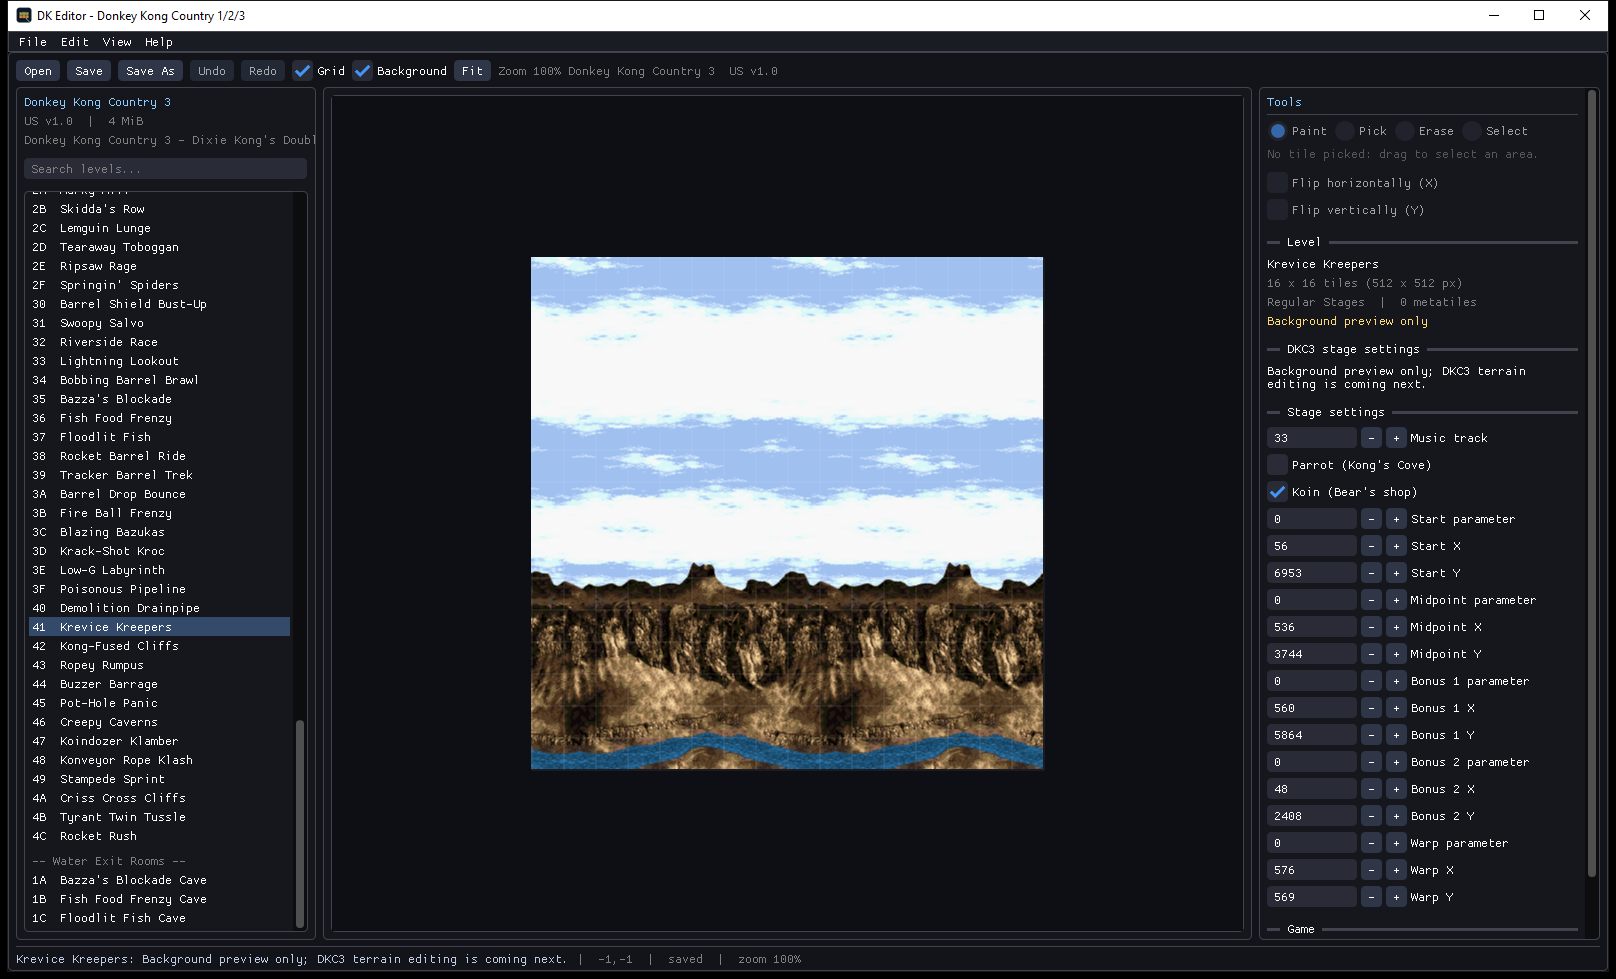 DK Editor - Donkey Kong Country 1/2/3
File Edit View Help
Open Save Save As Undo Redo Grid Background Fit Zoom 100% Donkey Kong Country 3 US v1.0
Donkey Kong Country 3
US v1.0 | 4 MiB
Donkey Kong Country 3 - Dixie Kong's Doubl
Search levels...
2B Skidda's Row
2C Lemguin Lunge
2D Tearaway Toboggan
2E Ripsaw Rage
2F Springin' Spiders
30 Barrel Shield Bust-Up
31 Swoopy Salvo
32 Riverside Race
33 Lightning Lookout
34 Bobbing Barrel Brawl
35 Bazza's Blockade
36 Fish Food Frenzy
37 Floodlit Fish
38 Rocket Barrel Ride
39 Tracker Barrel Trek
3A Barrel Drop Bounce
3B Fire Ball Frenzy
3C Blazing Bazukas
3D Krack-Shot Kroc
3E Low-G Labyrinth
3F Poisonous Pipeline
40 Demolition Drainpipe
41 Krevice Kreepers
42 Kong-Fused Cliffs
43 Ropey Rumpus
44 Buzzer Barrage
45 Pot-Hole Panic
46 Creepy Caverns
47 Koindozer Klamber
48 Konveyor Rope Klash
49 Stampede Sprint
4A Criss Cross Cliffs
4B Tyrant Twin Tussle
4C Rocket Rush
-- Water Exit Rooms --
1A Bazza's Blockade Cave
1B Fish Food Frenzy Cave
1C Floodlit Fish Cave
Tools
Paint Pick Erase Select
No tile picked: drag to select an area.
Flip horizontally (X)
Flip vertically (Y)
Level
Krevice Kreepers
16 x 16 tiles (512 x 512 px)
Regular Stages | 0 metatiles
Background preview only
DKC3 stage settings
Background preview only; DKC3 terrain
editing is coming next.
Stage settings
33 - + Music track
Parrot (Kong's Cove)
Koin (Bear's shop)
0 - + Start parameter
56 - + Start X
6953 - + Start Y
0 - + Midpoint parameter
536 - + Midpoint X
3744 - + Midpoint Y
0 - + Bonus 1 parameter
560 - + Bonus 1 X
5864 - + Bonus 1 Y
0 - + Bonus 2 parameter
48 - + Bonus 2 X
2408 - + Bonus 2 Y
0 - + Warp parameter
576 - + Warp X
569 - + Warp Y
Game
Krevice Kreepers: Background preview only; DKC3 terrain editing is coming next. | -1,-1 | saved | zoom 100%